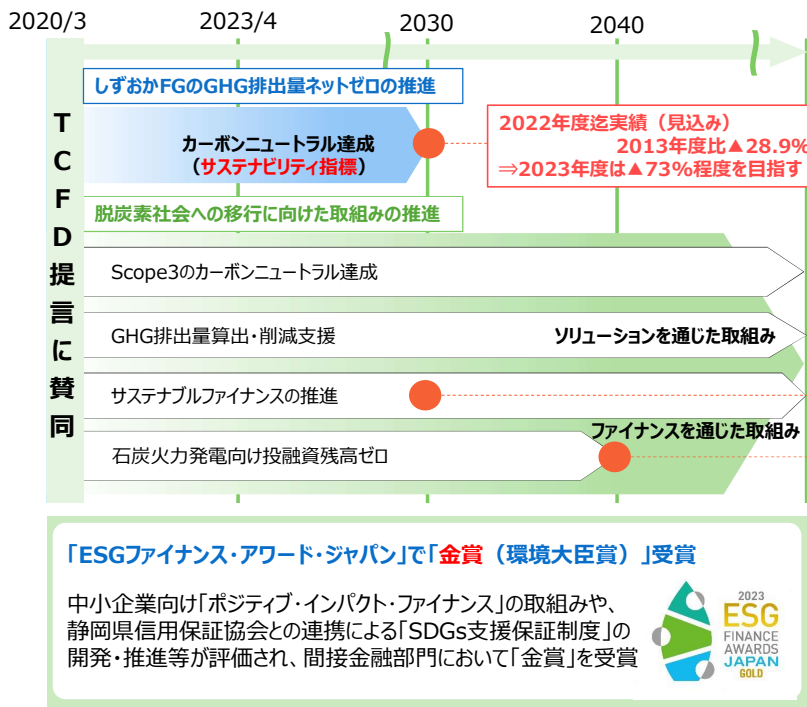 2020/3 2023/4 2030 2040
TCFD提言に賛同
しずおかFGのGHG排出量ネットゼロの推進
カーボンニュートラル達成
（サステナビリティ指標）
2022年度迄実績（見込み）
2013年度比▲28.9%
⇒2023年度は▲73%程度を目指す
脱炭素社会への移行に向けた取組みの推進
Scope3のカーボンニュートラル達成
GHG排出量算出・削減支援 ソリューションを通じた取組み
サステナブルファイナンスの推進
ファイナンスを通じた取組み
石炭火力発電向け投融資残高ゼロ
「ESGファイナンス・アワード・ジャパン」で「金賞（環境大臣賞）」受賞
中小企業向け「ポジティブ・インパクト・ファイナンス」の取組みや、
静岡県信用保証協会との連携による「SDGs支援保証制度」の
開発・推進等が評価され、間接金融部門において「金賞」を受賞
2023
ESG
FINANCE
AWARDS
JAPAN
GOLD